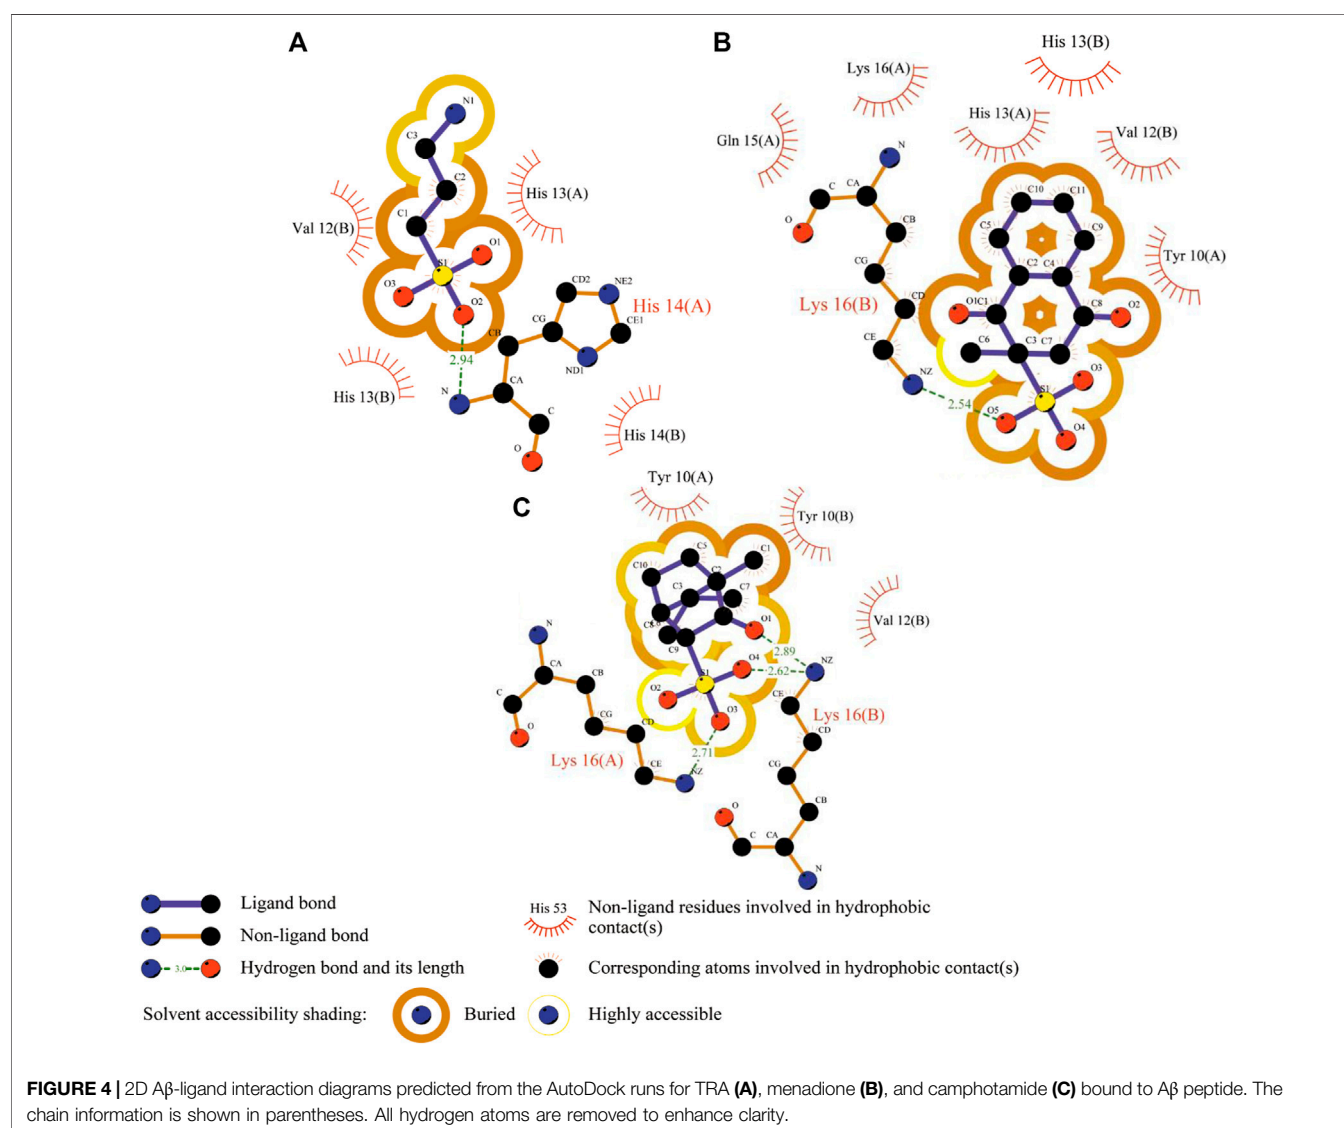 A
N1
C3
C2
C1
His 13(A)
Val 12(B)
O1
S1
O3
O2
CD2
NE2
His 14(A)
CB
CG
CE1
2.94
ND1
CA
His 13(B)
N
C
His 14(B)
O
B
His 13(B)
Lys 16(A)
His 13(A)
Gln 15(A)
Val 12(B)
N
C
CA
C10
C11
O
CB
C5
C9
Tyr 10(A)
CG
C2
C4
Lys 16(B)
CD
O1
C1
C8
O2
CE
C6
C3
C7
NZ
O3
S1
2.54
O5
O4
C
Tyr 10(A)
Tyr 10(B)
C5
C1
C10
C2
C3
C7
Val 12(B)
N
C8
O1
C9
2.89
CA
O4
NZ
CB
S1
2.62
C
O2
CE
O3
Lys 16(B)
O
CG
CD
CD
Lys 16(A)
2.71
CE
NZ
CG
O
CB
C
CA
N
Ligand bond
Non-ligand bond
3.0
Hydrogen bond and its length
His 53
Non-ligand residues involved in hydrophobic
contact(s)
Corresponding atoms involved in hydrophobic contact(s)
Solvent accessibility shading:
Buried
Highly accessible
FIGURE 4 | 2D Aβ-ligand interaction diagrams predicted from the AutoDock runs for TRA (A), menadione (B), and camphotamide (C) bound to Aβ peptide. The
chain information is shown in parentheses. All hydrogen atoms are removed to enhance clarity.